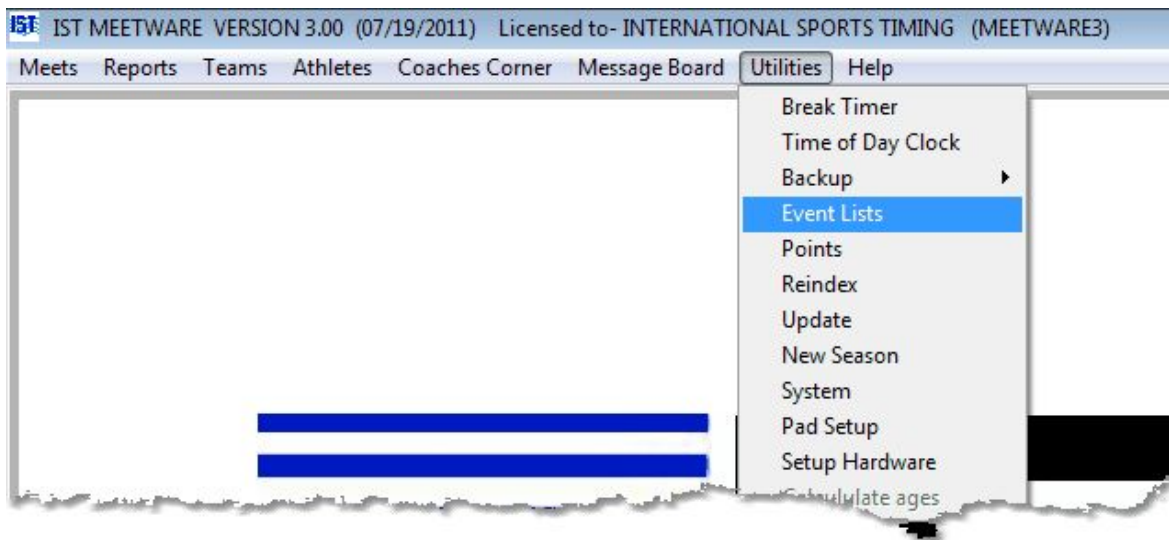 IST IST MEETWARE VERSION 3.00 (07/19/2011) Licensed to- INTERNATIONAL SPORTS TIMING (MEETWARE3)
Meets Reports Teams Athletes Coaches Corner Message Board Utilities Help
Break Timer
Time of Day Clock
Backup
Event Lists
Points
Reindex
Update
New Season
System
Pad Setup
Setup Hardware
ages